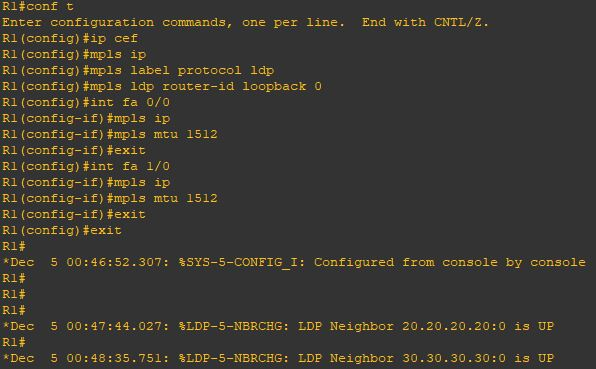 R1#conf t
Enter configuration commands, one per line.  End with CNTL/Z.
R1(config)#ip cef
R1(config)#mpls ip
R1(config)#mpls label protocol ldp
R1(config)#mpls ldp router-id loopback 0
R1(config)#int fa 0/0
R1(config-if)#mpls ip
R1(config-if)#mpls mtu 1512
R1(config-if)#exit
R1(config)#int fa 1/0
R1(config-if)#mpls ip
R1(config-if)#mpls mtu 1512
R1(config-if)#exit
R1(config)#exit
R1#
*Dec  5 00:46:52.307: %SYS-5-CONFIG_I: Configured from console by console
R1#
R1#
R1#
*Dec  5 00:47:44.027: %LDP-5-NBRCHG: LDP Neighbor 20.20.20.20:0 is UP
R1#
*Dec  5 00:48:35.751: %LDP-5-NBRCHG: LDP Neighbor 30.30.30.30:0 is UP